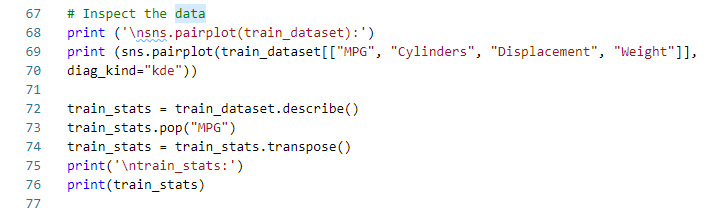 67 # Inspect the data
68 print ('\nsns.pairplot(train_dataset):')
69 print (sns.pairplot(train_dataset[["MPG", "Cylinders", "Displacement", "Weight"]],
70 diag_kind="kde"))
71
72 train_stats = train_dataset.describe()
73 train_stats.pop("MPG")
74 train_stats = train_stats.transpose()
75 print('\ntrain_stats:')
76 print(train_stats)
77